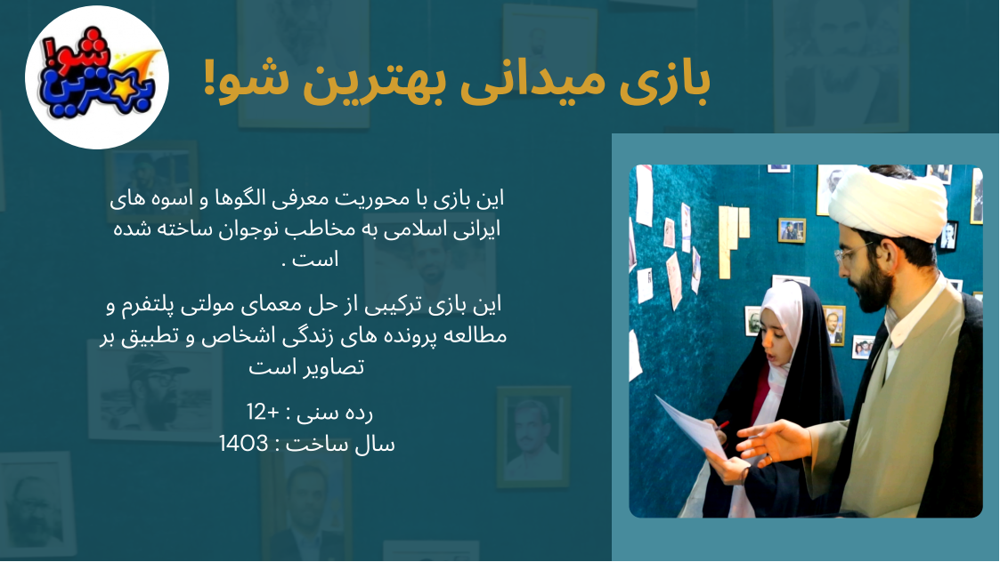 شو!
بهترین
بازی میدانی بهترین شو!
این بازی با محوریت معرفی الگوها و اسوه های
ایرانی اسلامی به مخاطب نوجوان ساخته شده
است .
این بازی ترکیبی از حل معمای مولتی پلتفرم و
مطالعه پرونده های زندگی اشخاص و تطبیق بر
تصاویر است
رده سنی : +12
سال ساخت : 1403